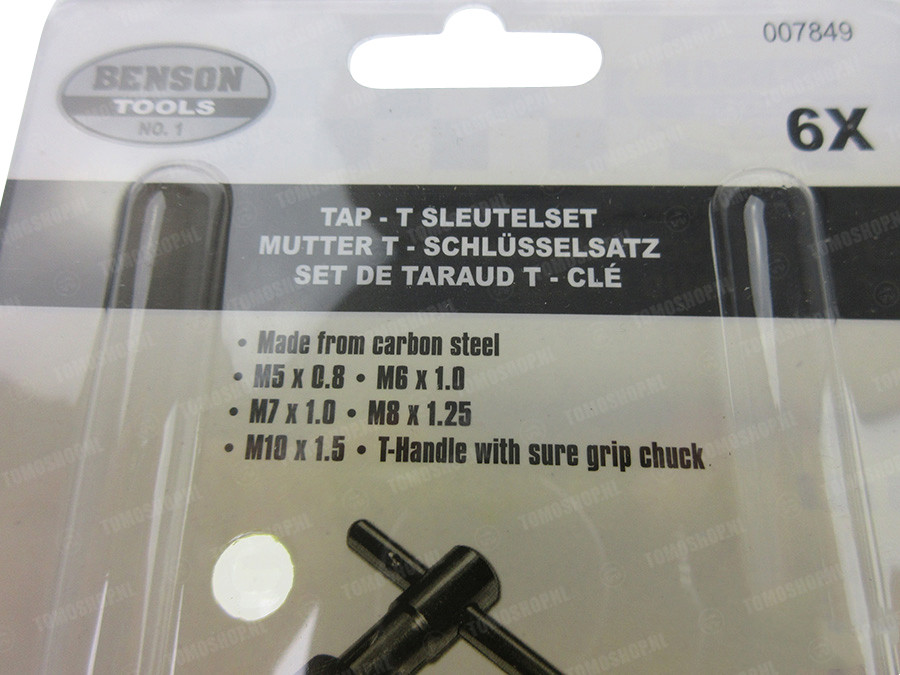 BENSON
TOOLS
NO. 1
007849
6X
TAP - T SLEUTELSET
MUTTER T - SCHLÜSSELSATZ
SET DE TARAUD T - CLÉ
• Made from carbon steel
• M5 x 0.8 • M6 x 1.0
• M7 x 1.0 • M8 x 1.25
• M10 x 1.5 • T-Handle with sure grip chuck
TOMOSHOP.NL